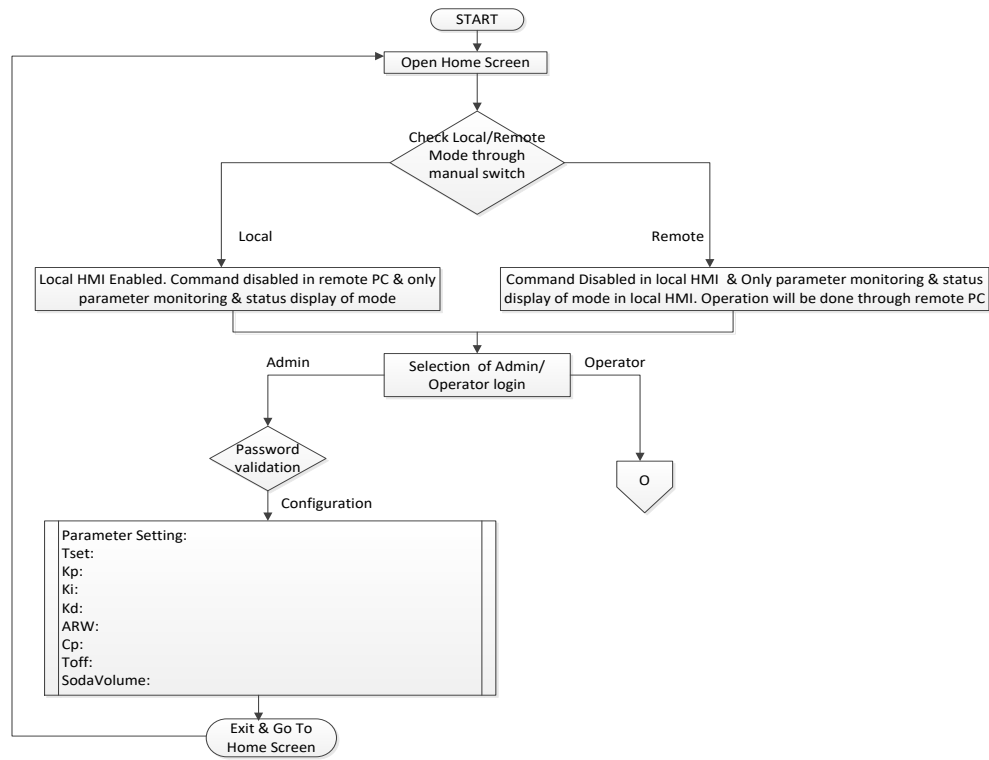 START
Open Home Screen
Check Local/Remote
Mode through
manual switch
Local
Remote
Local HMI Enabled. Command disabled in remote PC & only
parameter monitoring & status display of mode
Command Disabled in local HMI & Only parameter monitoring & status
display of mode in local HMI. Operation will be done through remote PC
Admin
Selection of Admin/
Operator login
Operator
Password
validation
O
Configuration
Parameter Setting:
Tset:
Kp:
Ki:
Kd:
ARW:
Cp:
Toff:
SodaVolume:
Exit & Go To
Home Screen